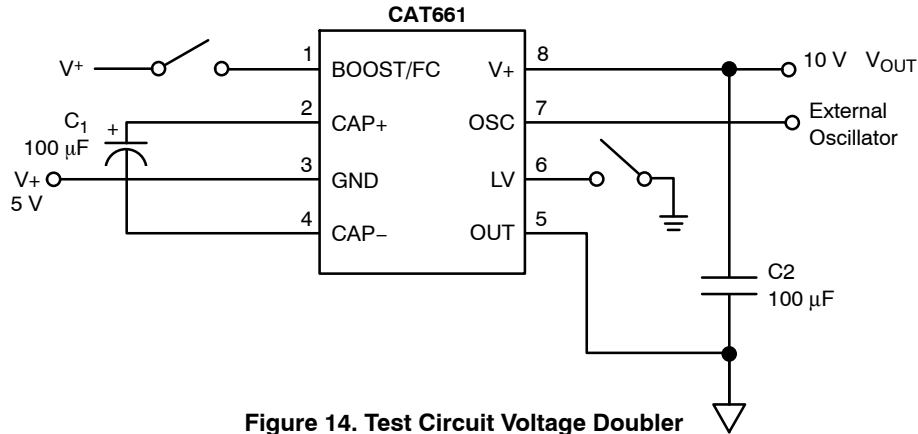 CAT661
V+
1
BOOST/FC
V+
8
10 V VOUT
C1
100 μF
+
2
CAP+
OSC
7
External
Oscillator
V+
5 V
3
GND
LV
6
4
CAP−
OUT
5
C2
100 μF
Figure 14. Test Circuit Voltage Doubler